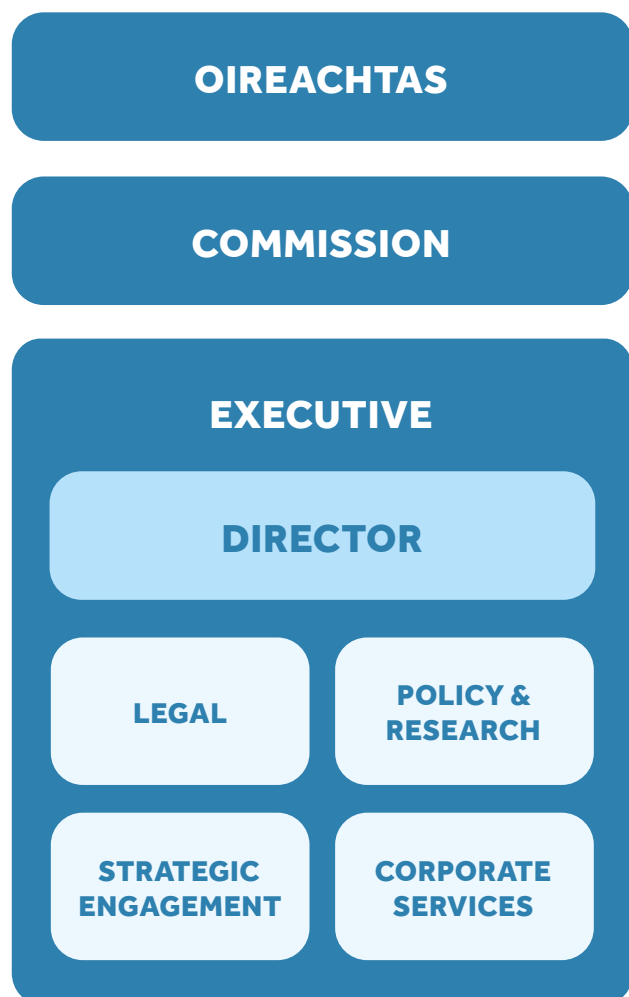 OIREACHTAS
COMMISSION
EXECUTIVE
DIRECTOR
LEGAL
POLICY &
RESEARCH
STRATEGIC
ENGAGEMENT
CORPORATE
SERVICES